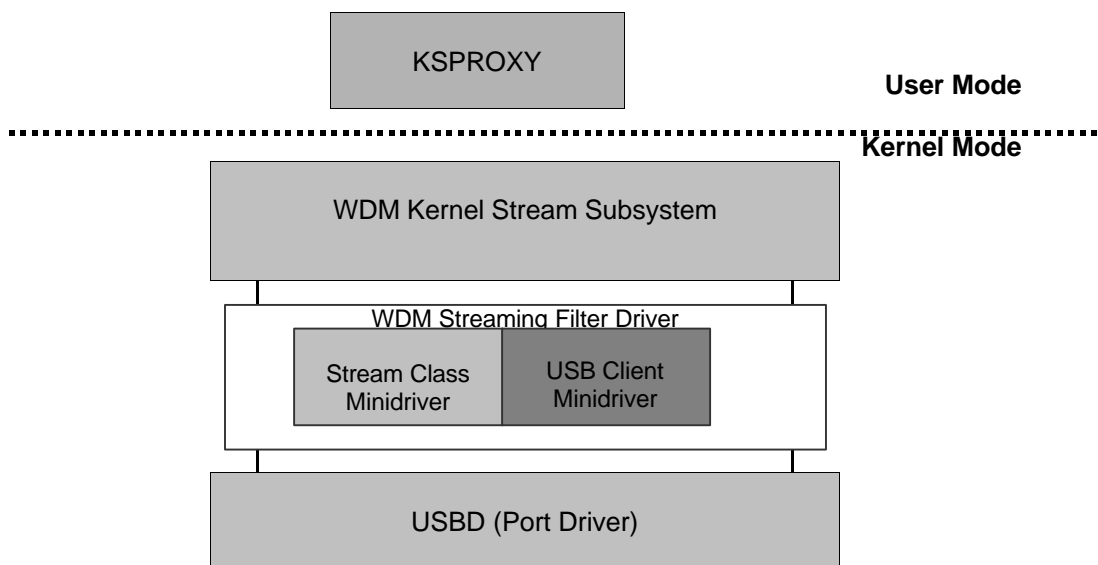 KSPROXY
User Mode
Kernel Mode
WDM Kernel Stream Subsystem
WDM Streaming Filter Driver
Stream Class
Minidriver
USB Client
Minidriver
USBD (Port Driver)